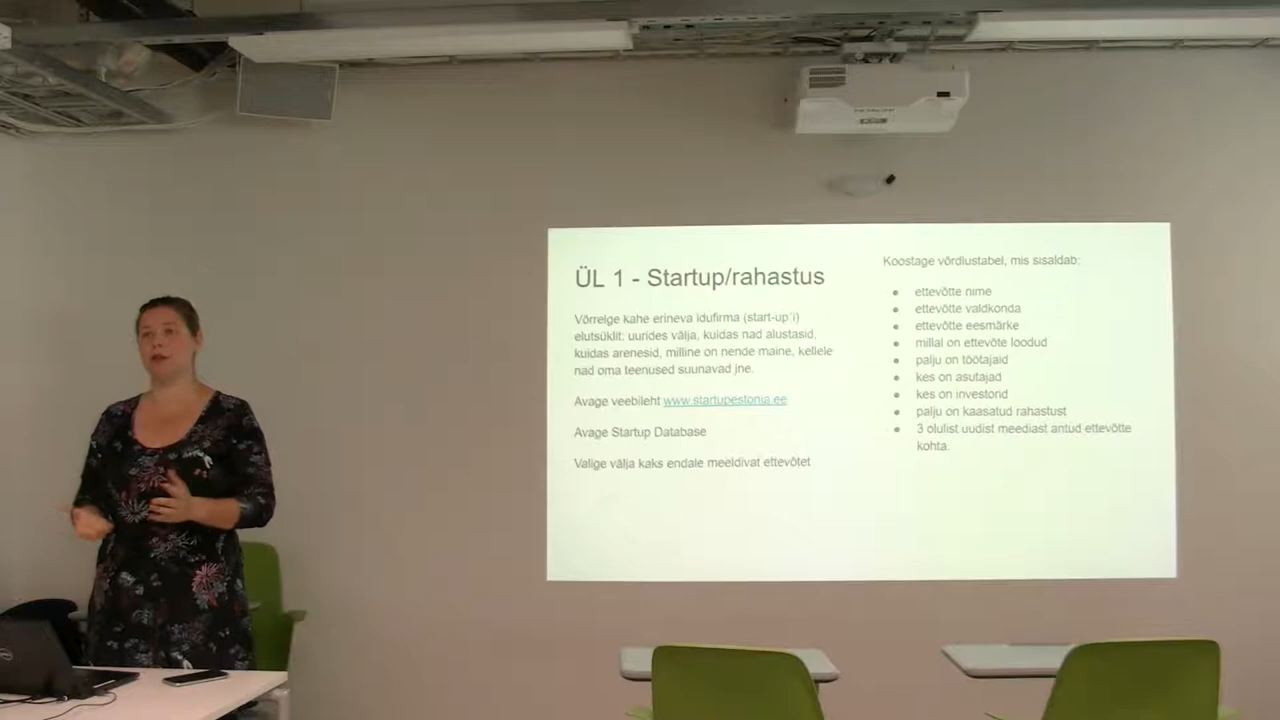 ÜL 1 - Startup/rahastus
Võrrelge kahe erineva idufirma (start-up´i)
elutsüklit: uurides välja, kuidas nad alustasid,
kuidas arenesid, milline on nende maine, kellele
nad oma teenused suunavad jne.
Avage veebileht www.startupestonia.ee
Avage Startup Database
Valige välja kaks endale meeldivat ettevõtet
Koostage võrdlustabel, mis sisaldab:
● ettevõtte nime
● ettevõtte valdkonda
● ettevõtte eesmärke
● millal on ettevõte loodud
● palju on töötajaid
● kes on asutajad
● kes on investorid
● palju on kaasatud rahastust
● 3 olulist uudist meediast antud ettevõtte
kohta.